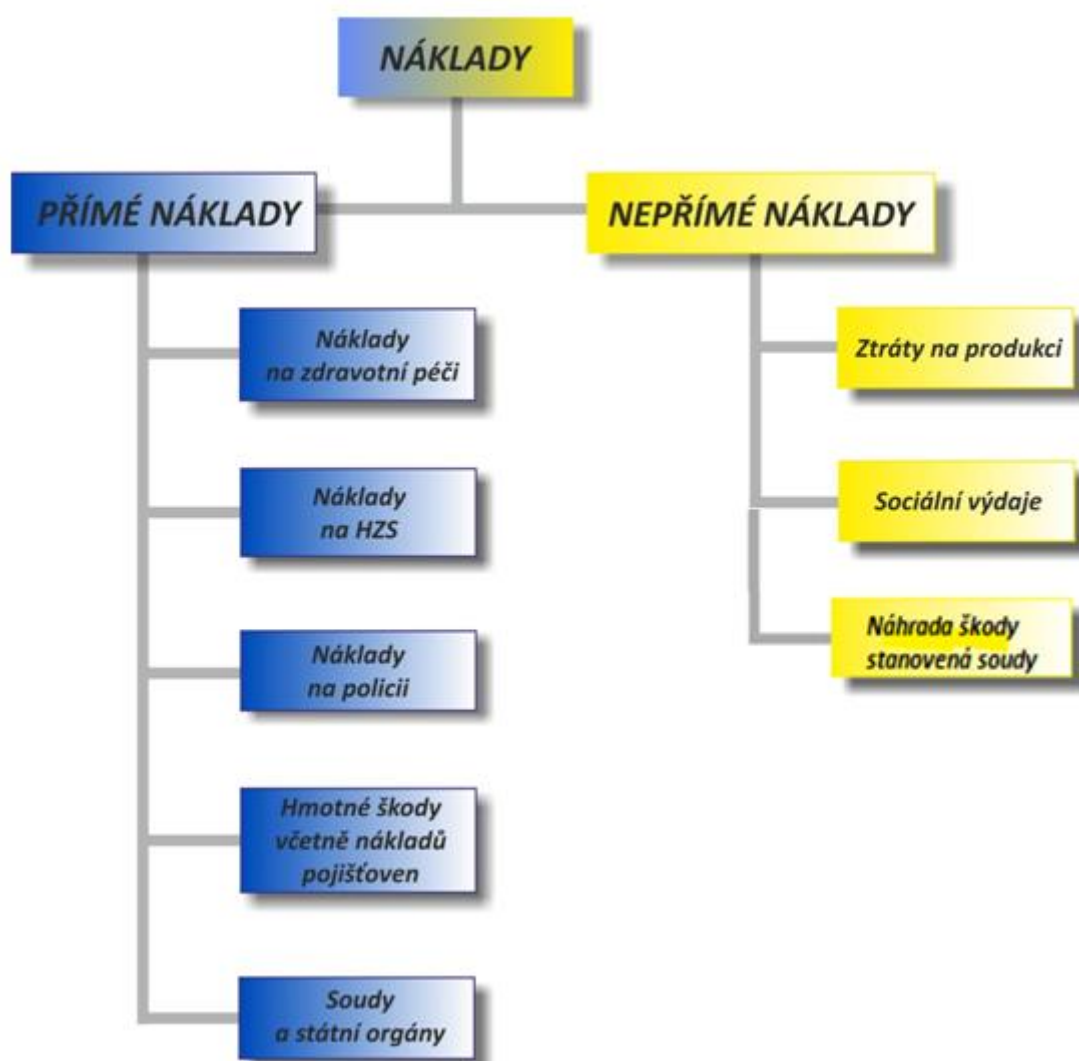 NÁKLADY
PŘÍMÉ NÁKLADY
Náklady
na zdravotní péči
Náklady
na HZS
Náklady
na policii
Hmotné škody
včetně nákladů
pojišťoven
Soudy
a státní orgány
NEPŘÍMÉ NÁKLADY
Ztráty na produkci
Sociální výdaje
Náhrada škody
stanovená soudy